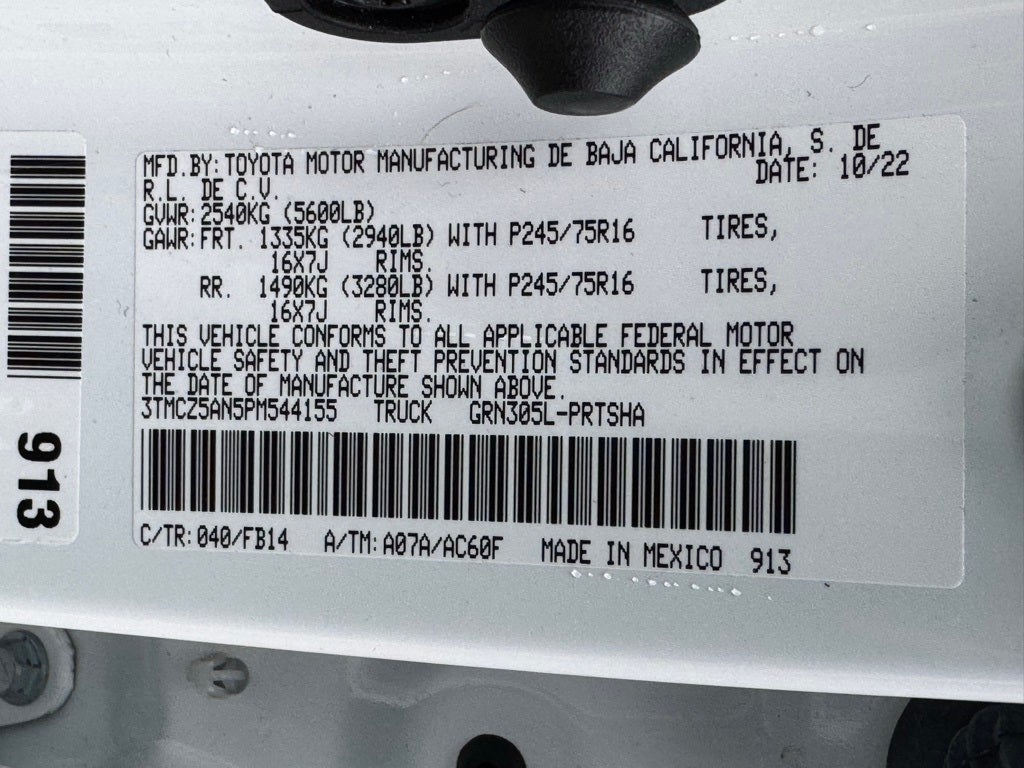 MFD.BY: TOYOTA MOTOR MANUFACTURING DE BAJA CALIFORNIA, S. DE
R.L. DE C.V. DATE: 10/22
GVWR: 2540KG (5600LB)
GAWR: FRT. 1335KG (2940LB) WITH P245/75R16 TIRES,
16X7J RIMS.
RR. 1490KG (3280LB) WITH P245/75R16 TIRES,
16X7J RIMS.
THIS VEHICLE CONFORMS TO ALL APPLICABLE FEDERAL MOTOR
VEHICLE SAFETY AND THEFT PREVENTION STANDARDS IN EFFECT ON
THE DATE OF MANUFACTURE SHOWN ABOVE.
3TMCZ5AN5PM544155 TRUCK GRN305L-PRTSHA
C/TR: 040/FB14 A/TM: A07A/AC60F MADE IN MEXICO 913
913